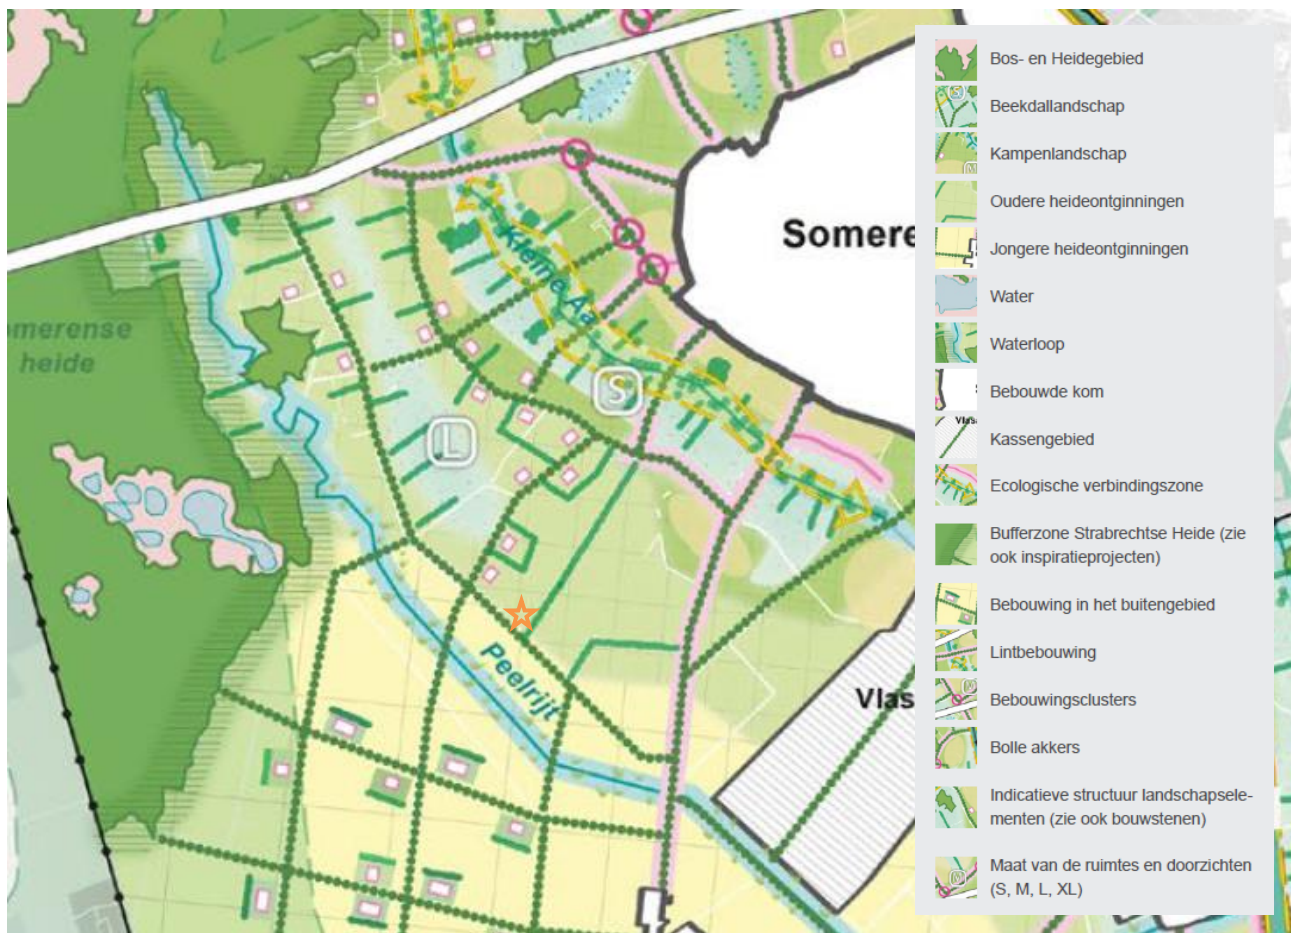 Somere
Kleine Aa
omerense
heide
S
L
Peelrijt
Vlas
Bos- en Heidegebied
Beekdallandschap
Kampenlandschap
Oudere heideontginningen
Jongere heideontginningen
Water
Waterloop
Bebouwde kom
Kassengebied
Ecologische verbindingszone
Bufferzone Strabrechtse Heide (zie
ook inspiratieprojecten)
Bebouwing in het buitengebied
Lintbebouwing
Bebouwingsclusters
Bolle akkers
Indicatieve structuur landschapsele-
menten (zie ook bouwstenen)
Maat van de ruimtes en doorzichten
(S, M, L, XL)